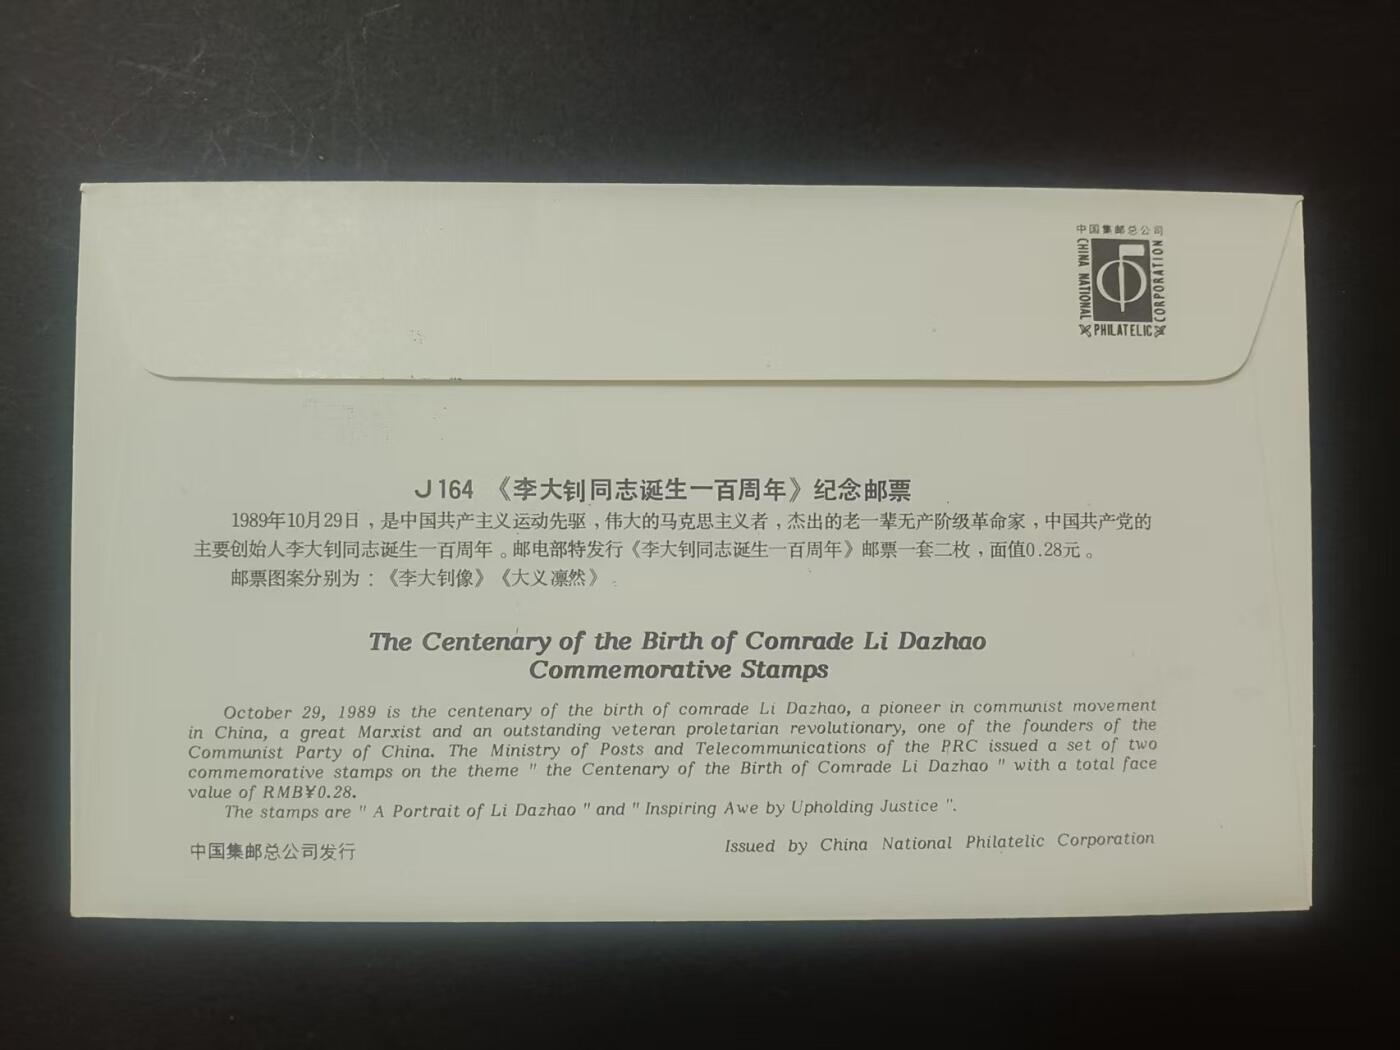 中国集邮总公司
CHINA NATIONAL
PHILATELIC
CORPORATION
J164 《李大钊同志诞生一百周年》纪念邮票
1989年10月29日，是中国共产主义运动先驱，伟大的马克思主义者，杰出的老一辈无产阶级革命家，中国共产党的
主要创始人李大钊同志诞生一百周年。邮电部特发行《李大钊同志诞生一百周年》邮票一套二枚，面值0.28元。
邮票图案分别为：《李大钊像》《大义凛然》。
The Centenary of the Birth of Comrade Li Dazhao
Commemorative Stamps
October 29, 1989 is the centenary of the birth of comrade Li Dazhao, a pioneer in communist movement
in China, a great Marxist and an outstanding veteran proletarian revolutionary, one of the founders of the
Communist Party of China. The Ministry of Posts and Telecommunications of the PRC issued a set of two
commemorative stamps on the theme " the Centenary of the Birth of Comrade Li Dazhao " with a total face
value of RMB¥0.28.
The stamps are " A Portrait of Li Dazhao " and " Inspiring Awe by Upholding Justice ".
中国集邮总公司发行
Issued by China National Philatelic Corporation